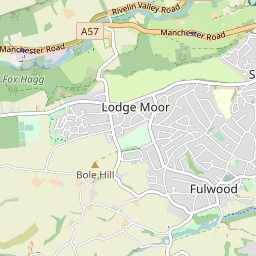 Rivelin Valley Road
A57
Manchester Road
Manchester Road
Fox Hagg
S
Lodge Moor
Bole Hill
Fulwood